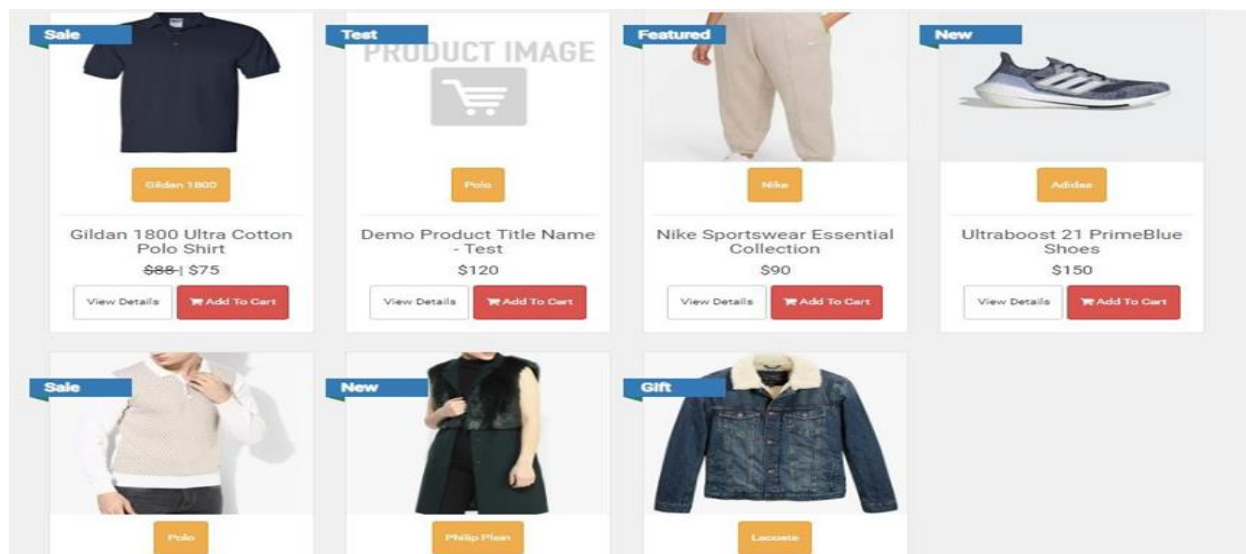 Sale
Test
Featured
New
PRODUCT IMAGE
Gildan 1800
Polo
Nike
Adidas
Gildan 1800 Ultra Cotton
Polo Shirt
Demo Product Title Name
- Test
Nike Sportswear Essential
Collection
Ultraboost 21 PrimeBlue
Shoes
$88 | $75
$120
$90
$150
View Details
Add To Cart
View Details
Add To Cart
View Details
Add To Cart
View Details
Add To Cart
Sale
New
Gift
Polo
Philip Plein
Lacoste